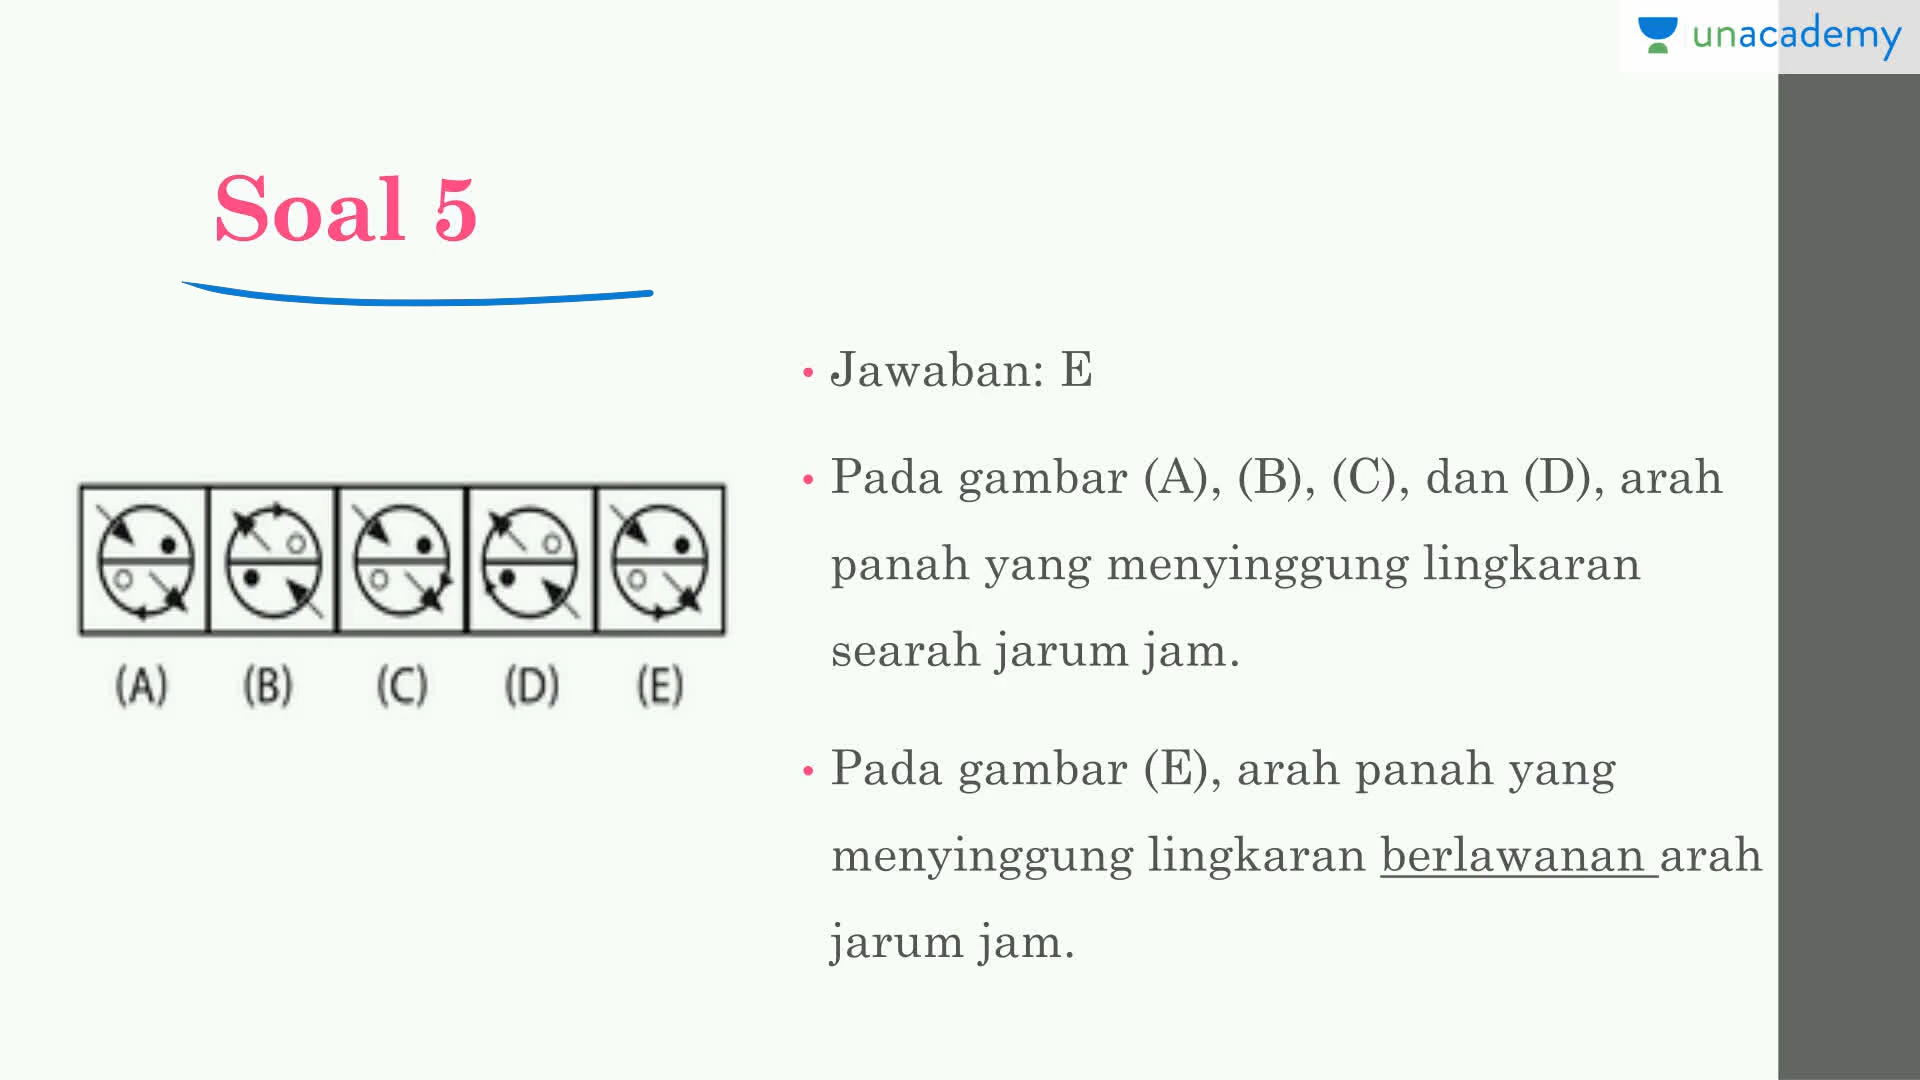 unacademy
Soal 5
• Jawaban: E
• Pada gambar (A), (B), (C), dan (D), arah
panah yang menyinggung lingkaran
searah jarum jam.
• Pada gambar (E), arah panah yang
menyinggung lingkaran berlawanan arah
jarum jam.
(A) (B) (C) (D) (E)